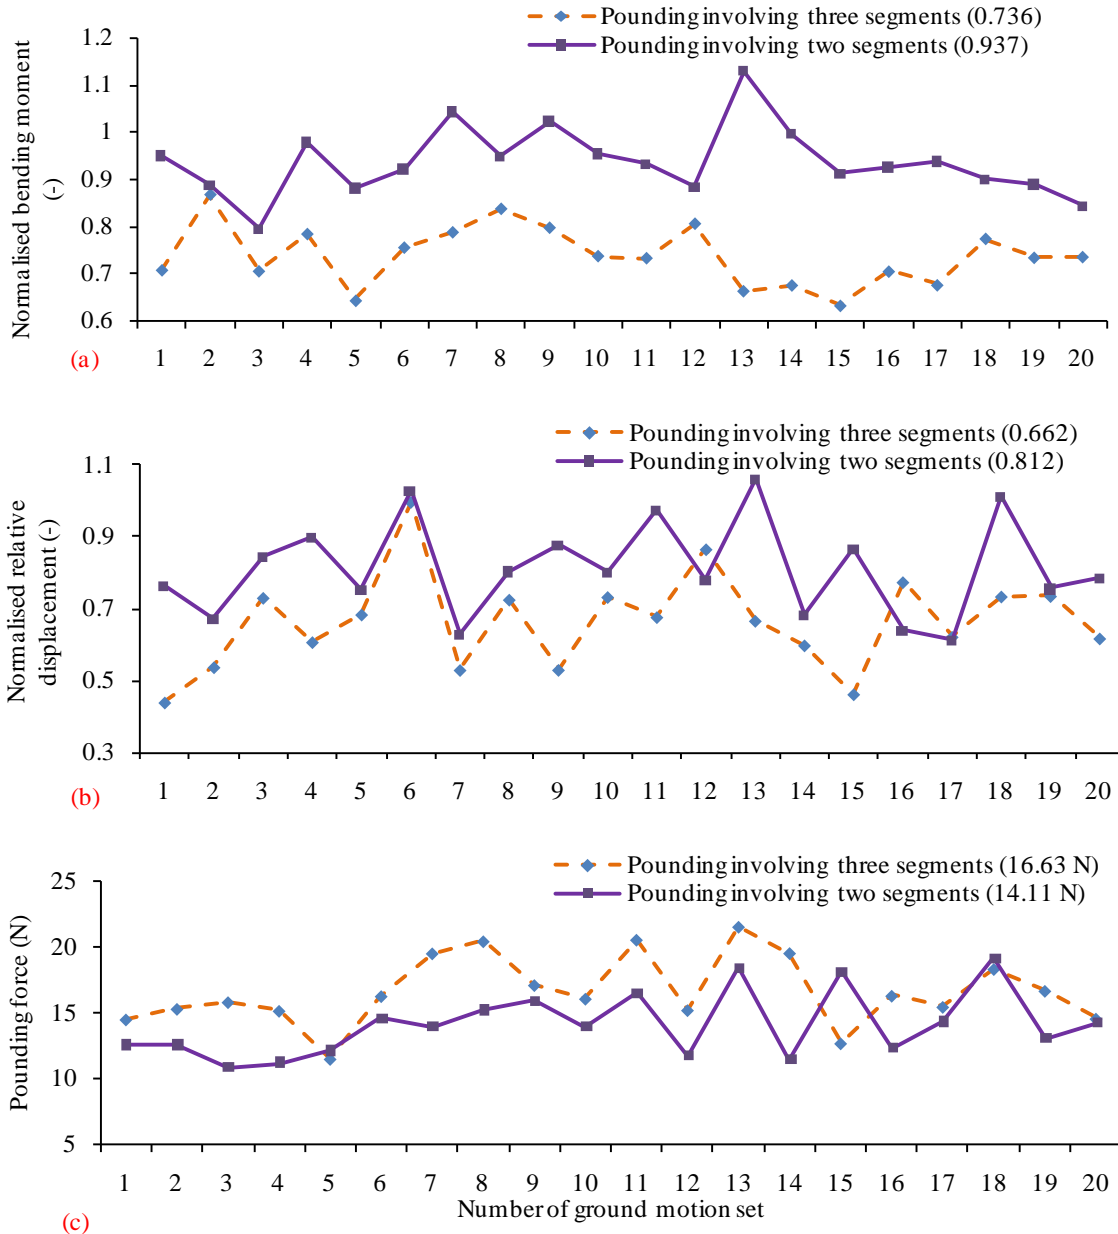 Pounding involving three segments (0.736)
Pounding involving two segments (0.937)
Normalised bending moment
(-)
1.2
1.1
1
0.9
0.8
0.7
0.6
1 2 3 4 5 6 7 8 9 10 11 12 13 14 15 16 17 18 19 20
(a)
Pounding involving three segments (0.662)
Pounding involving two segments (0.812)
Normalised relative
displacement (-)
1.1
0.9
0.7
0.5
0.3
1 2 3 4 5 6 7 8 9 10 11 12 13 14 15 16 17 18 19 20
(b)
Pounding involving three segments (16.63 N)
Pounding involving two segments (14.11 N)
Pounding force (N)
25
20
15
10
5
1 2 3 4 5 6 7 8 9 10 11 12 13 14 15 16 17 18 19 20
Number of ground motion set
(c)